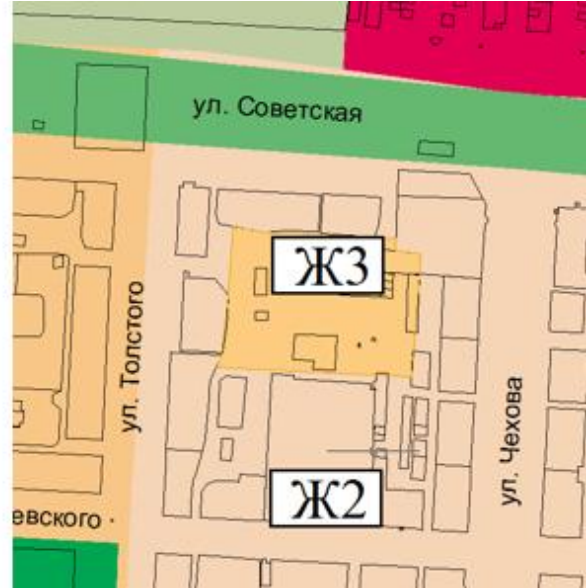 ул. Советская
Ж3
ул. Толстого
ул. Чехова
Ж2
евского